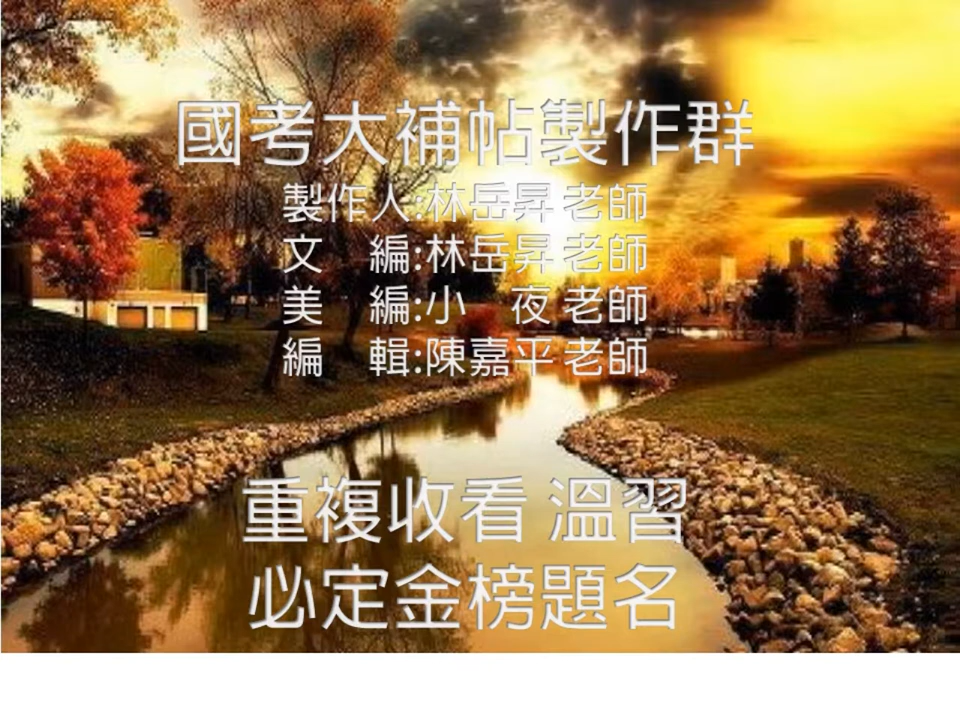 國考大補帖製作群
製作人:林岳昇老師
文　編:林岳昇老師
美　編:小　夜老師
編　輯:陳嘉平老師
重複收看 溫習
必定金榜題名